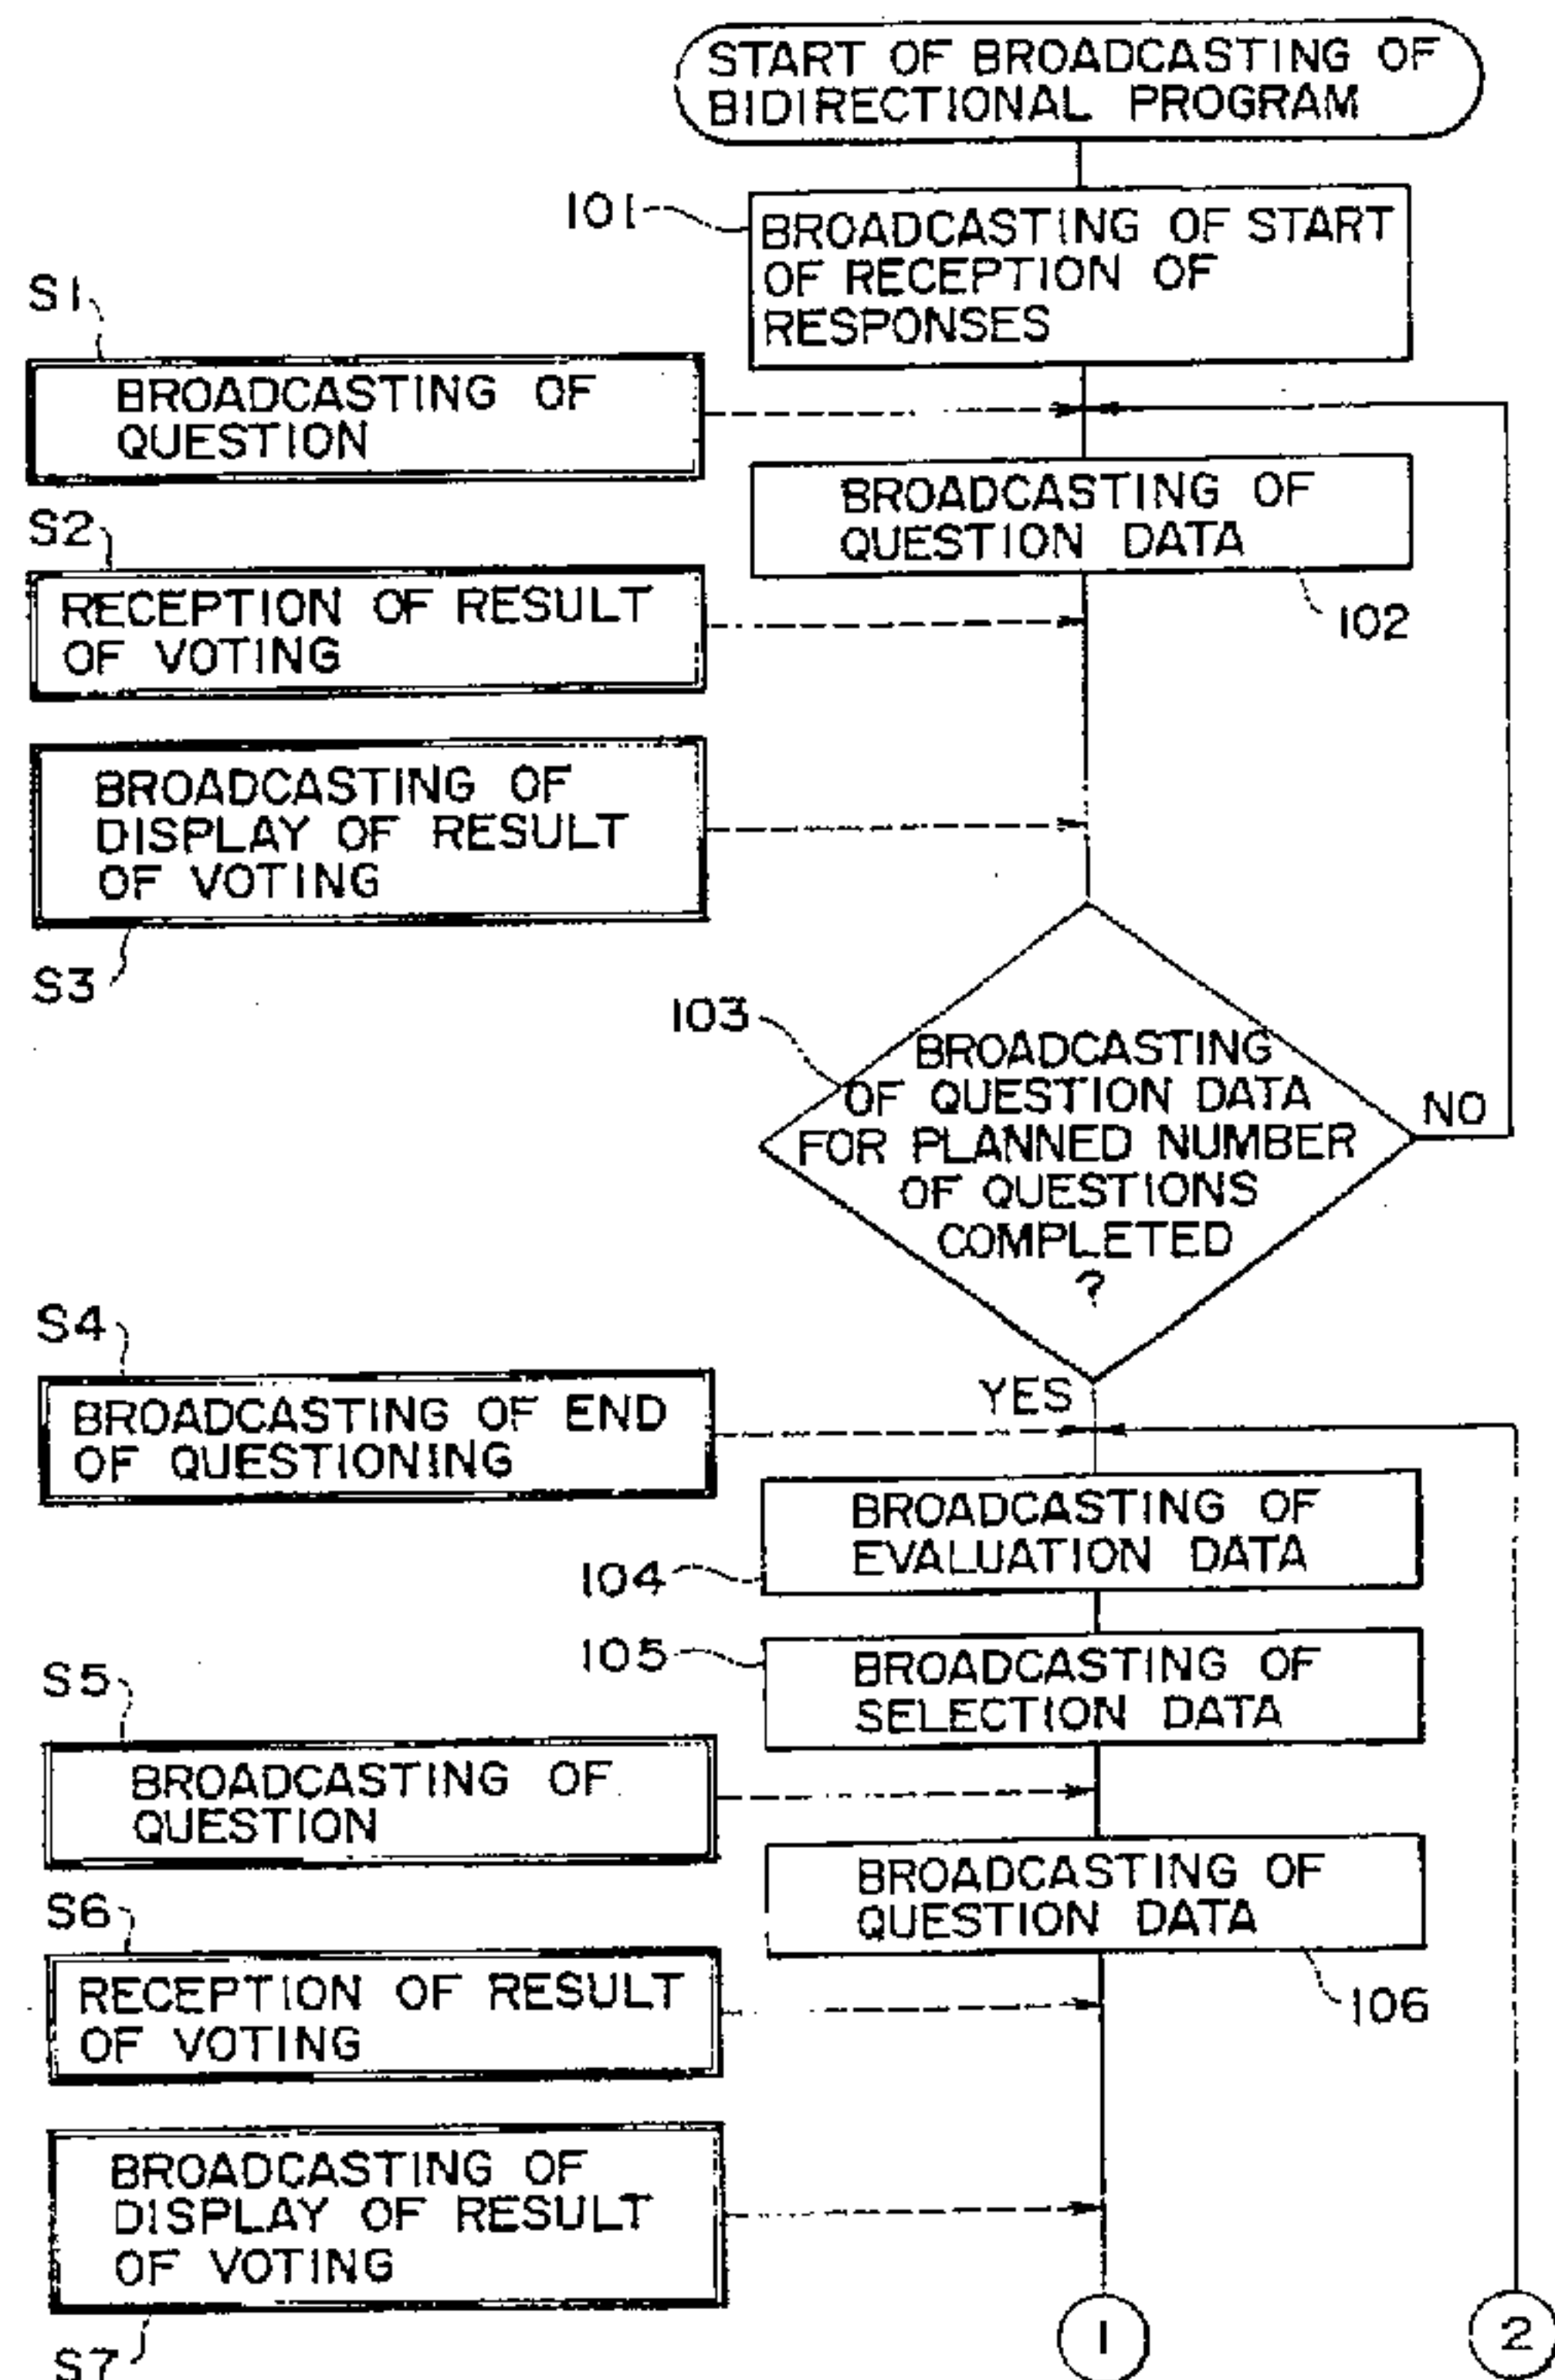 START OF BROADCASTING OF
BIDIRECTIONAL PROGRAM
101
BROADCASTING OF START
OF RECEPTION OF
RESPONSES
S1
BROADCASTING OF
QUESTION
BROADCASTING OF
QUESTION DATA
102
S2
RECEPTION OF RESULT
OF VOTING
BROADCASTING OF
DISPLAY OF RESULT
OF VOTING
S3
103
BROADCASTING
OF QUESTION DATA
FOR PLANNED NUMBER
OF QUESTIONS
COMPLETED
?
NO
YES
S4
BROADCASTING OF END
OF QUESTIONING
BROADCASTING OF
EVALUATION DATA
104
105
BROADCASTING OF
SELECTION DATA
S5
BROADCASTING OF
QUESTION
BROADCASTING OF
QUESTION DATA
106
S6
RECEPTION OF RESULT
OF VOTING
BROADCASTING OF
DISPLAY OF RESULT
OF VOTING
S7
1
2